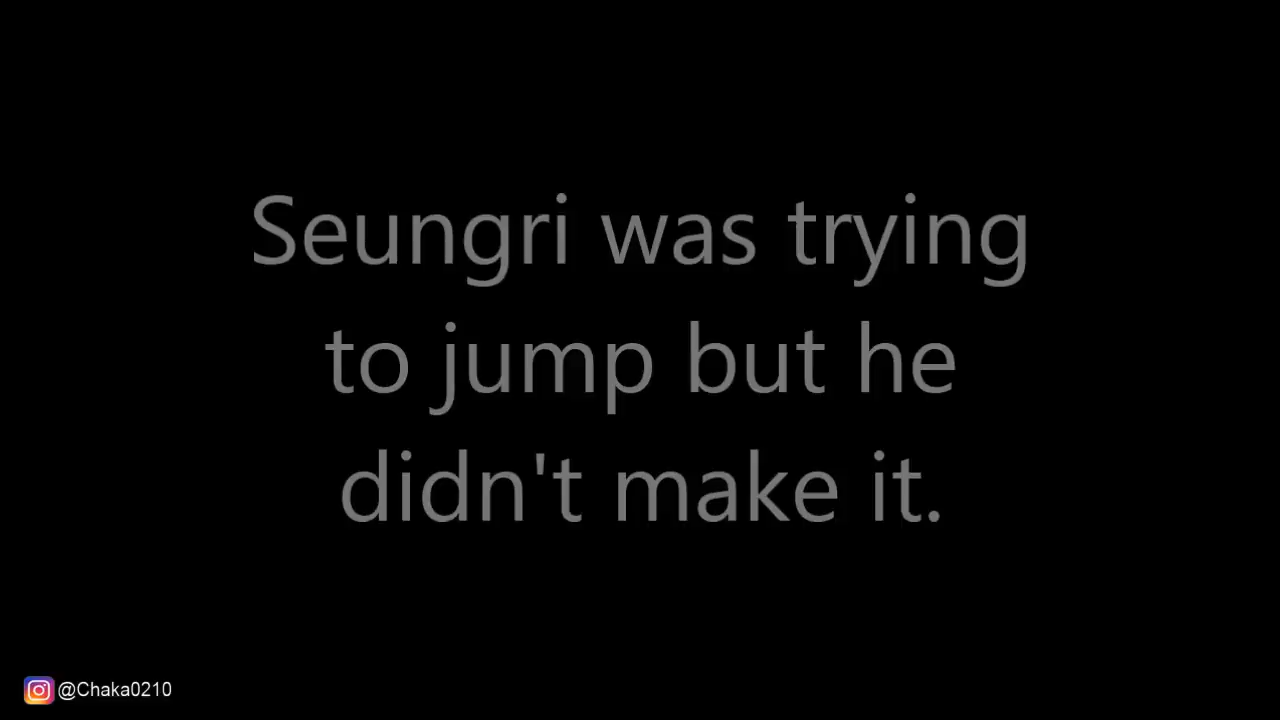 Seungri was trying
to jump but he
didn't make it.
@Chaka0210